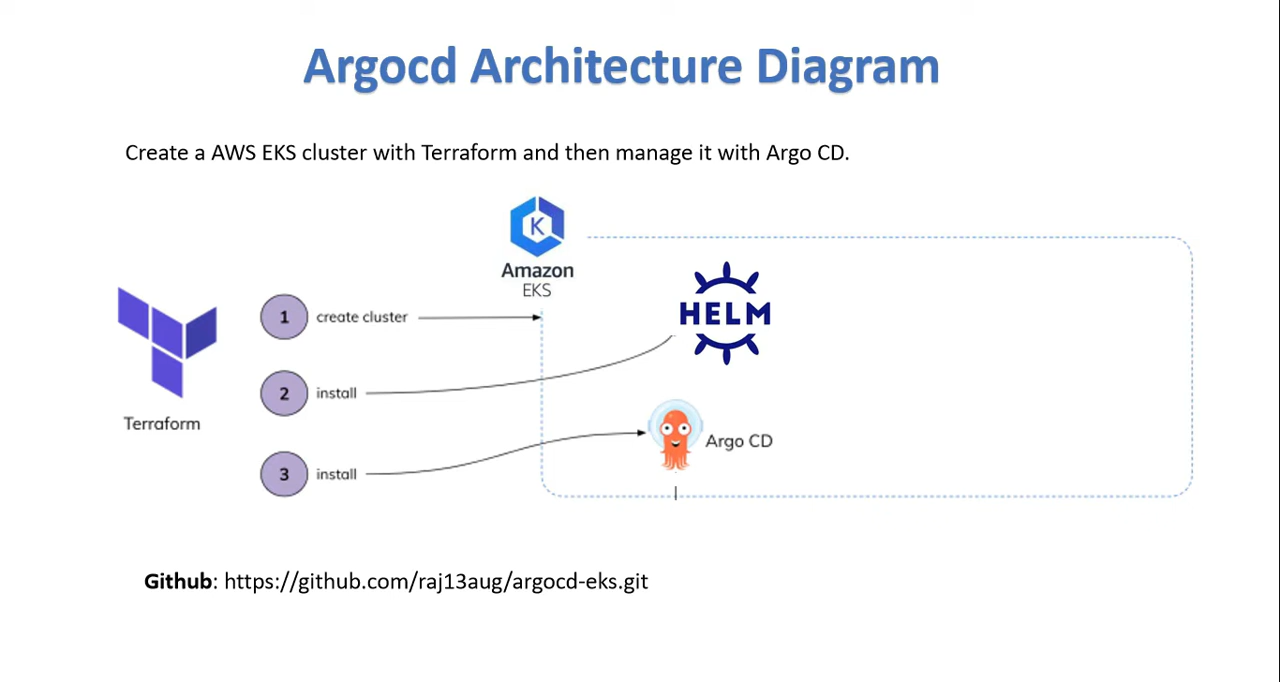 Argocd Architecture Diagram
Create a AWS EKS cluster with Terraform and then manage it with Argo CD.
K
Amazon
EKS
HELM
1 create cluster
2 install
Terraform
3 install
Argo CD
Github: https://github.com/raj13aug/argocd-eks.git